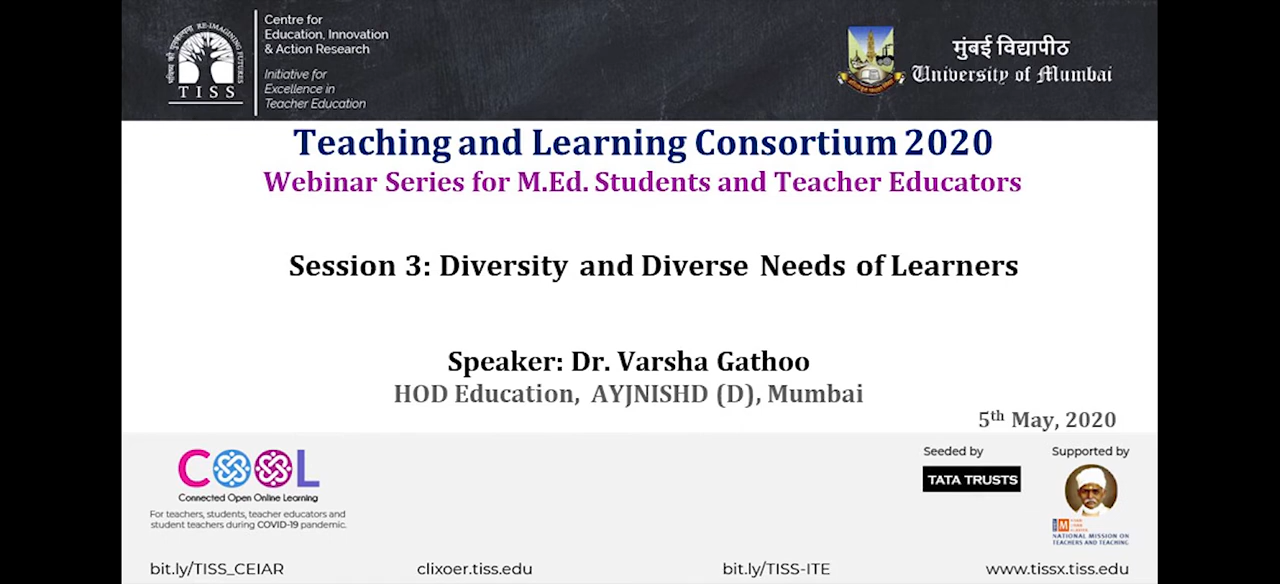 Centre for
Education, Innovation
& Action Research
Initiative for
Excellence in
Teacher Education
RE-IMAGINING FUTURES
TISS
मुंबई विद्यापीठ
University of Mumbai
Teaching and Learning Consortium 2020
Webinar Series for M.Ed. Students and Teacher Educators
Session 3: Diversity and Diverse Needs of Learners
Speaker: Dr. Varsha Gathoo
HOD Education, AYJNISHD (D), Mumbai
5th May, 2020
COOL
Connected Open Online Learning
For teachers, students, teacher educators and
student teachers during COVID-19 pandemic.
Seeded by
TATA TRUSTS
Supported by
NATIONAL MISSION ON
TEACHERS AND TEACHING
bit.ly/TISS_CEIAR
clixoer.tiss.edu
bit.ly/TISS-ITE
www.tissx.tiss.edu